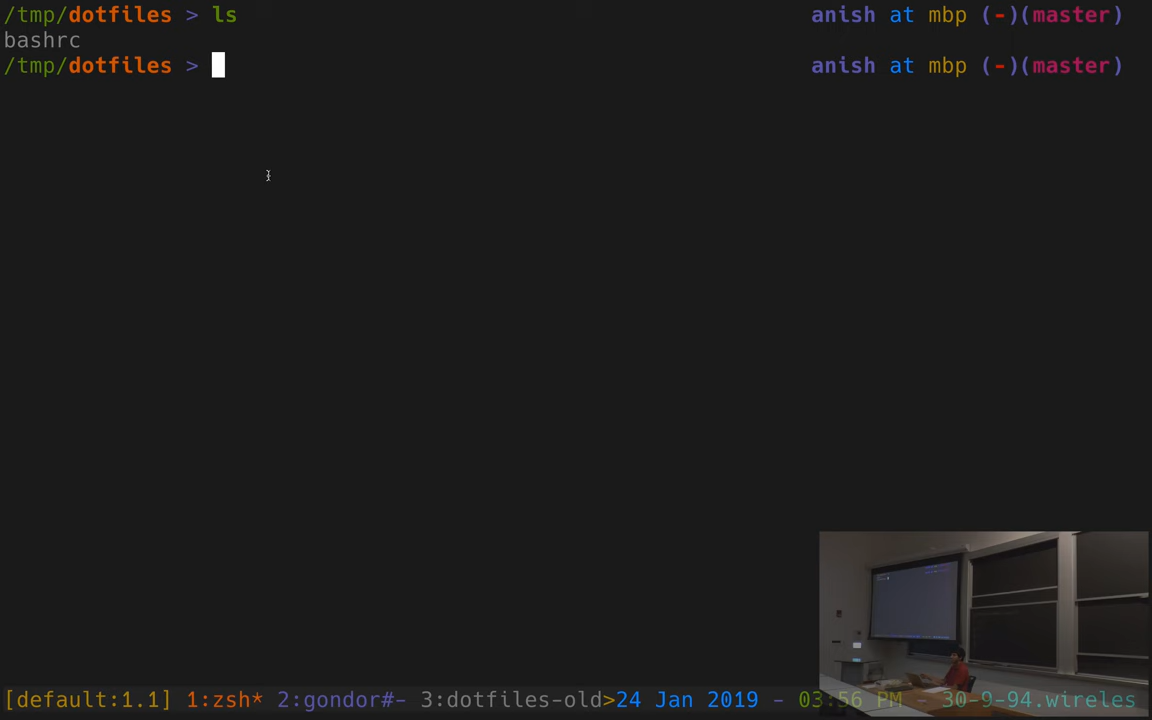 /tmp/dotfiles > ls anish at mbp (-)(master)
bashrc
/tmp/dotfiles > anish at mbp (-)(master)
[default:1.1] 1:zsh* 2:gondor#- 3:dotfiles-old>24 Jan 2019 - 03:56 PM - 30-9-94.wireles